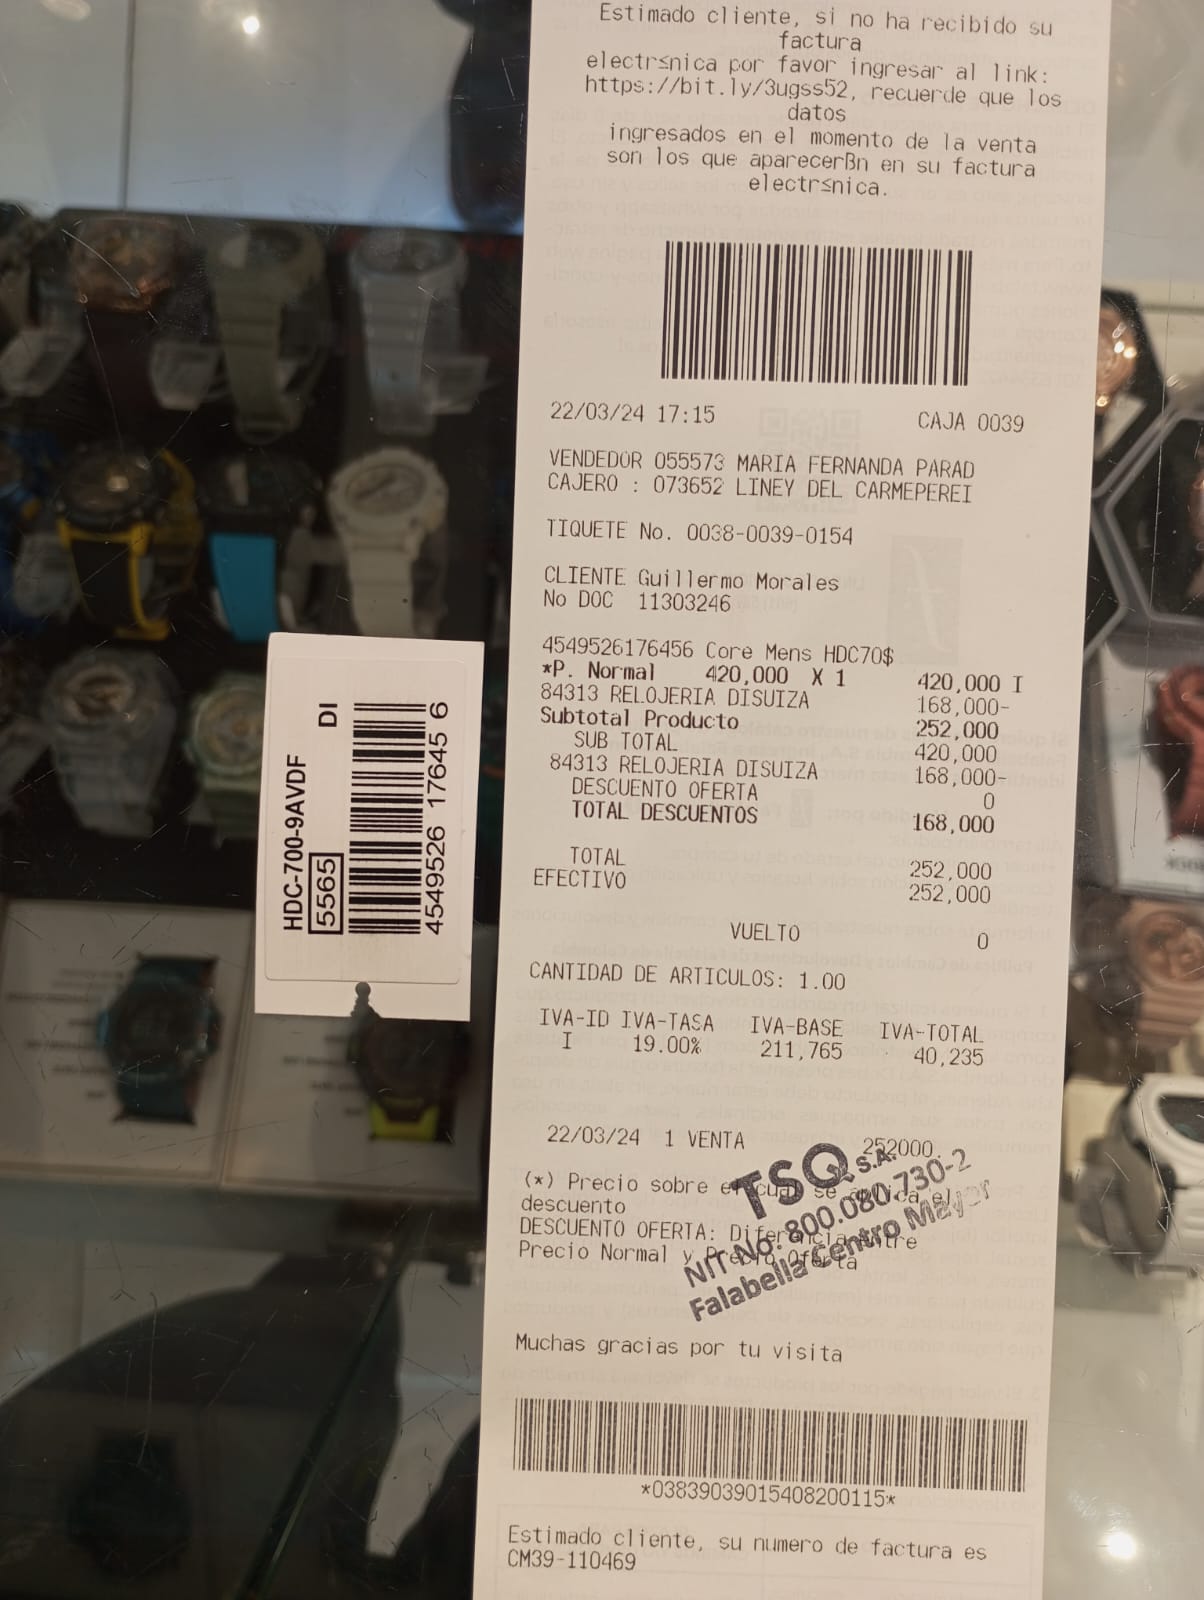 Estimado cliente, si no ha recibido su
factura
electr≤nica por favor ingresar al link:
https://bit.ly/3ugss52, recuerde que los
datos
ingresados en el momento de la venta
son los que aparecerßn en su factura
electr≤nica.
22/03/24 17:15 CAJA 0039
VENDEDOR 055573 MARIA FERNANDA PARAD
CAJERO : 073652 LINEY DEL CARMEPEREI
TIQUETE No. 0038-0039-0154
CLIENTE Guillermo Morales
No DOC 11303246
4549526176456 Core Mens HDC70$
*P. Normal 420,000 X 1 420,000 I
84313 RELOJERIA DISUIZA 168,000-
Subtotal Producto 252,000
SUB TOTAL 420,000
84313 RELOJERIA DISUIZA 168,000-
DESCUENTO OFERTA 0
TOTAL DESCUENTOS 168,000
TOTAL 252,000
EFECTIVO 252,000
VUELTO 0
CANTIDAD DE ARTICULOS: 1.00
IVA-ID IVA-TASA IVA-BASE IVA-TOTAL
I 19.00% 211,765 40,235
22/03/24 1 VENTA 252000.
(*) Precio sobre el cual se aplica el
descuento
DESCUENTO OFERTA: Diferencia entre
Precio Normal y Precio Oferta
TSQ S.A.
NIT No. 800.080.730-2
Falabella Centro Mayor
Muchas gracias por tu visita
*03839039015408200115*
Estimado cliente, su numero de factura es
CM39-110469
HDC-700-9AVDF DI
5565
4549526 17645 6